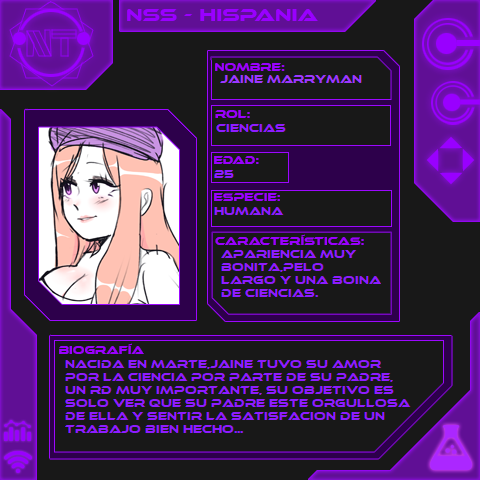 NT
NSS - HISPANIA
NOMBRE:
JAINE MARRYMAN
ROL:
CIENCIAS
EDAD:
25
ESPECIE:
HUMANA
CARACTERÍSTICAS:
APARIENCIA MUY
BONITA,PELO
LARGO Y UNA BOINA
DE CIENCIAS.
BIOGRAFÍA
NACIDA EN MARTE,JAINE TUVO SU AMOR
POR LA CIENCIA POR PARTE DE SU PADRE,
UN RD MUY IMPORTANTE, SU OBJETIVO ES
SOLO VER QUE SU PADRE ESTE ORGULLOSA
DE ELLA Y SENTIR LA SATISFACION DE UN
TRABAJO BIEN HECHO...